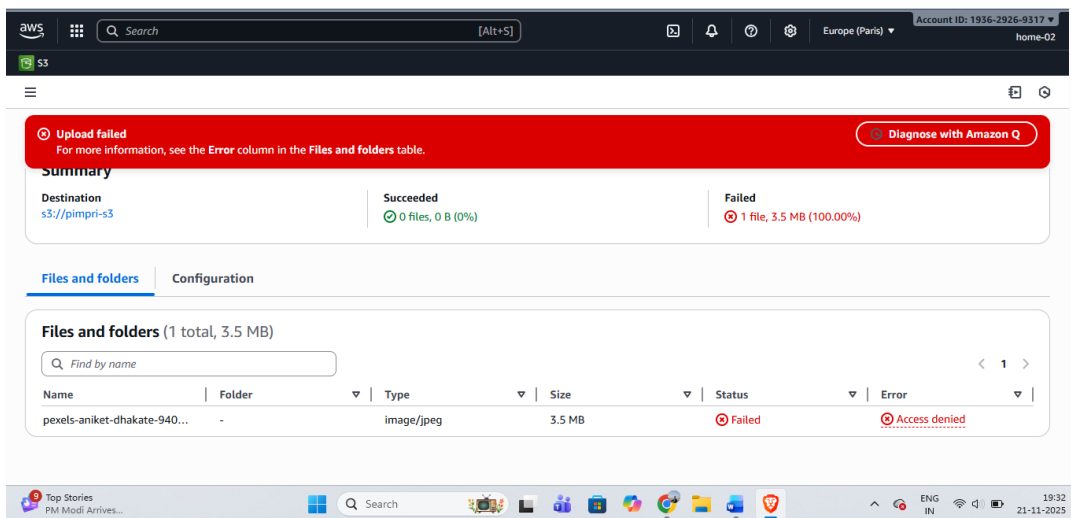 aws
Search
[Alt+S]
Europe (Paris) ▼
Account ID: 1936-2926-9317 ▼
home-02
S3
Upload failed
For more information, see the Error column in the Files and folders table.
Diagnose with Amazon Q
Summary
Destination
s3://pimpri-s3
Succeeded
0 files, 0 B (0%)
Failed
1 file, 3.5 MB (100.00%)
Files and folders
Configuration
Files and folders (1 total, 3.5 MB)
Find by name
1
Name Folder Type Size Status Error
pexels-aniket-dhakate-940... - image/jpeg 3.5 MB Failed Access denied
9
Top Stories
PM Modi Arrives...
Search
ENG
IN
19:32
21-11-2025